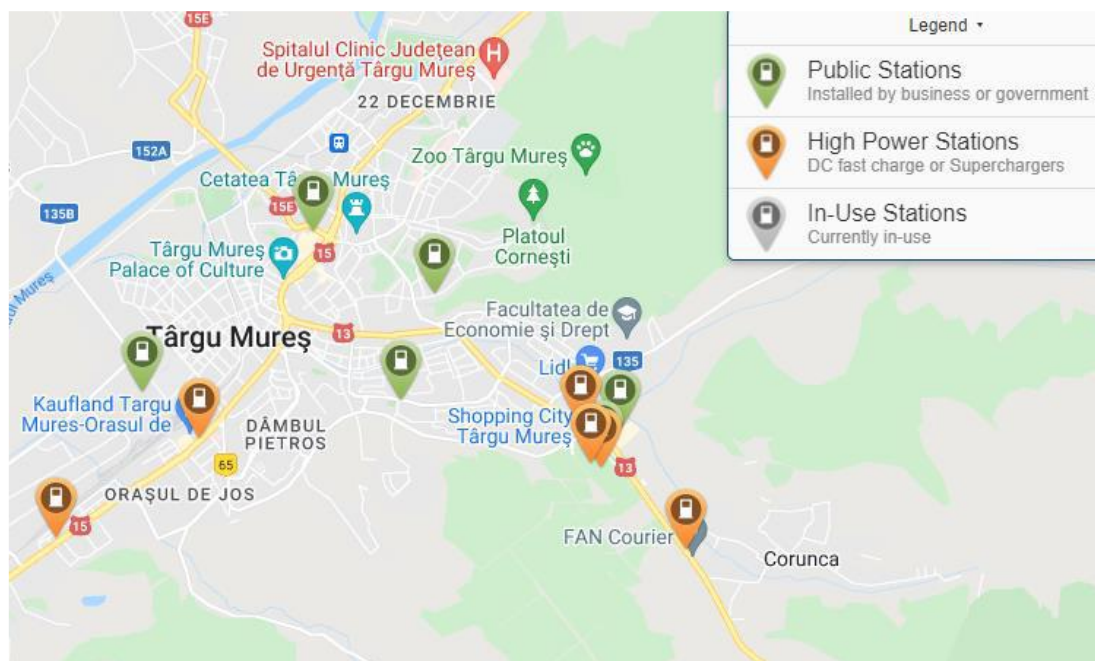 15E
Spitalul Clinic Județean
de Urgență Târgu Mureș
H
22 DECEMBRIE
152A
Zoo Târgu Mureș
Cetatea Mureș
15E
135B
Platoul
Cornești
15
Târgu Mureș
Palace of Culture
Mureș
Facultatea de
Economie și Drept
13
Târgu Mureș
Lidl
135
Kaufland Targu
Mures-Orasul de
Shopping City
Târgu Mureș
DÂMBUL
PIETROS
65
13
ORAȘUL DE JOS
15
FAN Courier
Corunca
Legend
Public Stations
Installed by business or government
High Power Stations
DC fast charge or Superchargers
In-Use Stations
Currently in-use